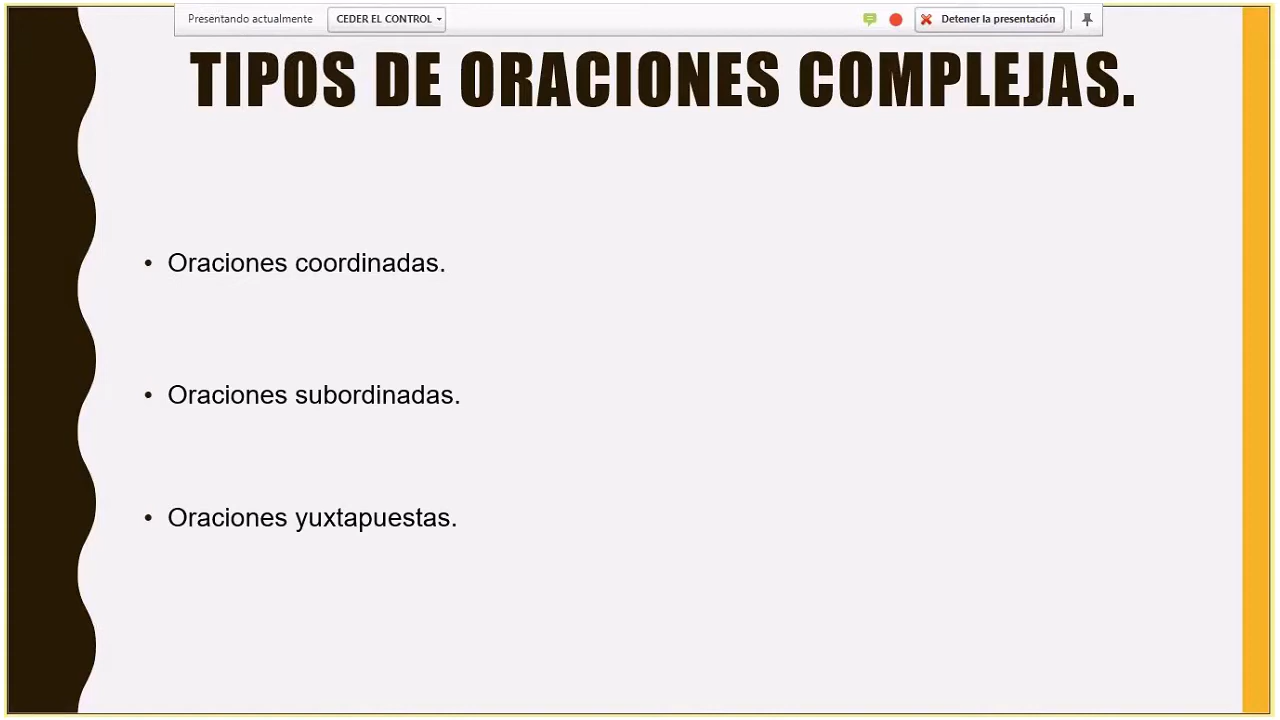 Presentando actualmente CEDER EL CONTROL Detener la presentación
TIPOS DE ORACIONES COMPLEJAS.
• Oraciones coordinadas.
• Oraciones subordinadas.
• Oraciones yuxtapuestas.